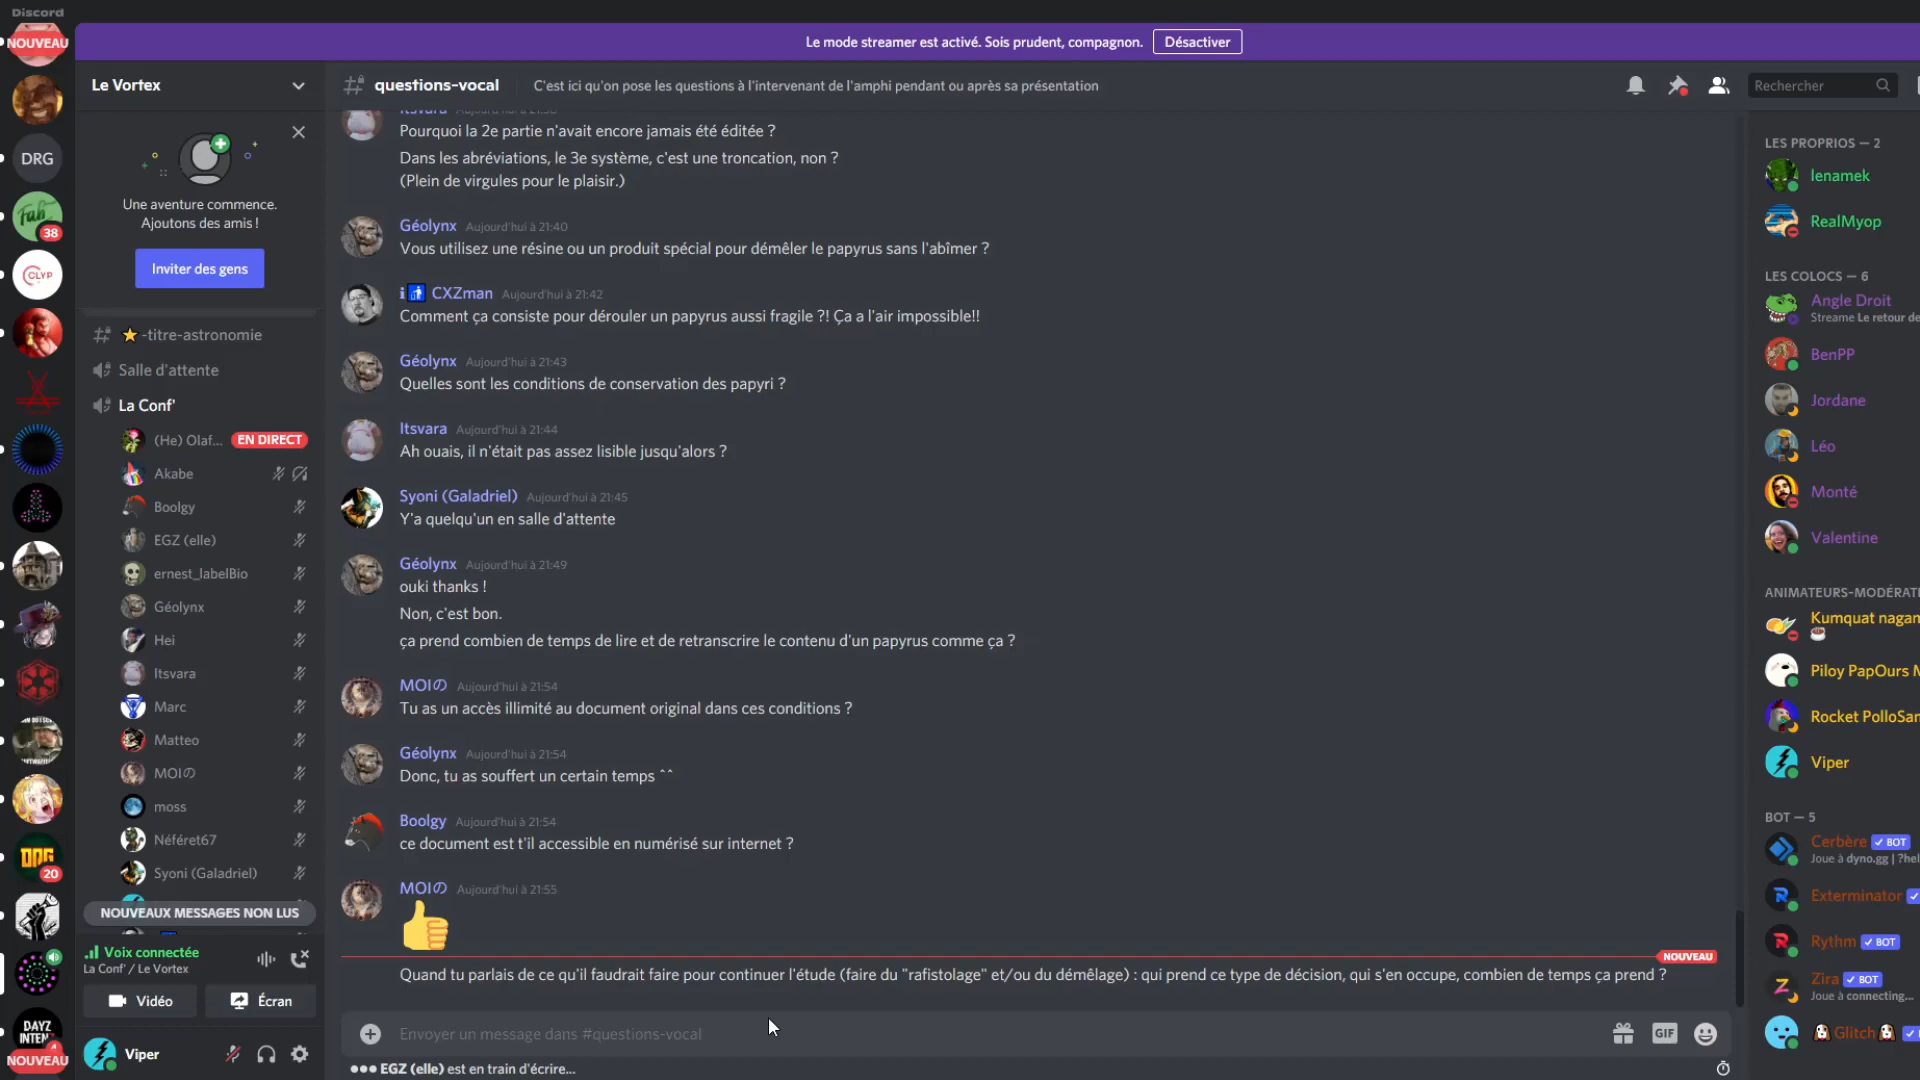 Discord
NOUVEAU
DRG
Fab
38
CLYP
20
DAYZ
NOUVEAU
Le mode streamer est activé. Sois prudent, compagnon.
Désactiver
Le Vortex
Une aventure commence.
Ajoutons des amis !
Inviter des gens
-titre-astronomie
Salle d'attente
La Conf'
(He) Olaf...
EN DIRECT
Akabe
Boolgy
EGZ (elle)
ernest_labelBio
Géolynx
Hei
Itsvara
Marc
Matteo
MOIの
moss
Néféret67
Syoni (Galadriel)
NOUVEAUX MESSAGES NON LUS
Voix connectée
La Conf' / Le Vortex
Vidéo
Écran
Viper
questions-vocal
C'est ici qu'on pose les questions à l'intervenant de l'amphi pendant ou après sa présentation
Rechercher
Pourquoi la 2e partie n'avait encore jamais été éditée ?
Dans les abréviations, le 3e système, c'est une troncation, non ?
(Plein de virgules pour le plaisir.)
Géolynx Aujourd'hui à 21:40
Vous utilisez une résine ou un produit spécial pour démêler le papyrus sans l'abîmer ?
CXZman Aujourd'hui à 21:42
Comment ça consiste pour dérouler un papyrus aussi fragile ?! Ça a l'air impossible!!
Géolynx Aujourd'hui à 21:43
Quelles sont les conditions de conservation des papyri ?
Itsvara Aujourd'hui à 21:44
Ah ouais, il n'était pas assez lisible jusqu'alors ?
Syoni (Galadriel) Aujourd'hui à 21:45
Y'a quelqu'un en salle d'attente
Géolynx Aujourd'hui à 21:49
ouki thanks !
Non, c'est bon.
ça prend combien de temps de lire et de retranscrire le contenu d'un papyrus comme ça ?
MOIの Aujourd'hui à 21:54
Tu as un accès illimité au document original dans ces conditions ?
Géolynx Aujourd'hui à 21:54
Donc, tu as souffert un certain temps ^^
Boolgy Aujourd'hui à 21:54
ce document est t'il accessible en numérisé sur internet ?
MOIの Aujourd'hui à 21:55
NOUVEAU
Quand tu parlais de ce qu'il faudrait faire pour continuer l'étude (faire du "rafistolage" et/ou du démêlage) : qui prend ce type de décision, qui s'en occupe, combien de temps ça prend ?
Envoyer un message dans #questions-vocal
GIF
EGZ (elle) est en train d'écrire...
LES PROPRIOS — 2
lenamek
RealMyop
LES COLOCS — 6
Angle Droit
Streame Le retour de
BenPP
Jordane
Léo
Monté
Valentine
ANIMATEURS-MODÉRAT
Kumquat nagam
Piloy PapOurs
Rocket PolloSan
Viper
BOT — 5
Cerbère BOT
Joue à dyno.gg | ?hel
Exterminator
Rythm BOT
Zira BOT
Joue à connecting...
Glitch